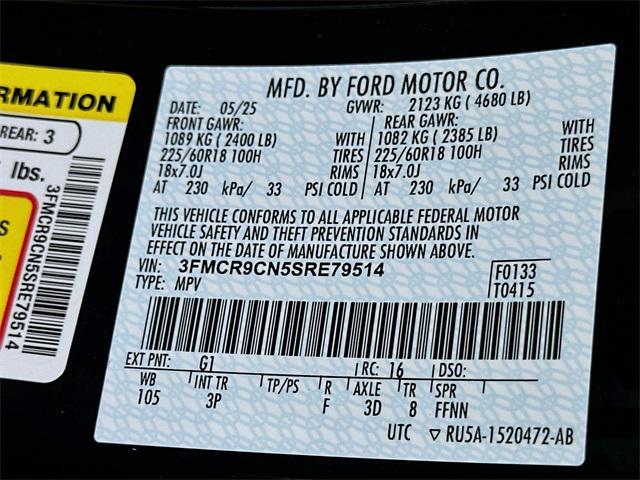 ORMATION
REAR: 3
lbs.
3FMCR9CN5SRE79514
MFD. BY FORD MOTOR CO.
DATE: 05/25 GVWR: 2123 KG ( 4680 LB)
FRONT GAWR: REAR GAWR:
1089 KG ( 2400 LB) WITH 1082 KG ( 2385 LB) WITH
225/60R18 100H TIRES 225/60R18 100H TIRES
18x7.0J RIMS 18x7.0J RIMS
AT 230 kPa/ 33 PSI COLD AT 230 kPa/ 33 PSI COLD
THIS VEHICLE CONFORMS TO ALL APPLICABLE FEDERAL MOTOR
VEHICLE SAFETY AND THEFT PREVENTION STANDARDS IN
EFFECT ON THE DATE OF MANUFACTURE SHOWN ABOVE.
VIN: 3FMCR9CN5SRE79514 F0133
TYPE: MPV T0415
EXT PNT: G1 RC: 16 DSO:
WB INT TR TP/PS R AXLE TR SPR
105 3P F 3D 8 FFNN
UTC ▽ RU5A-1520472-AB